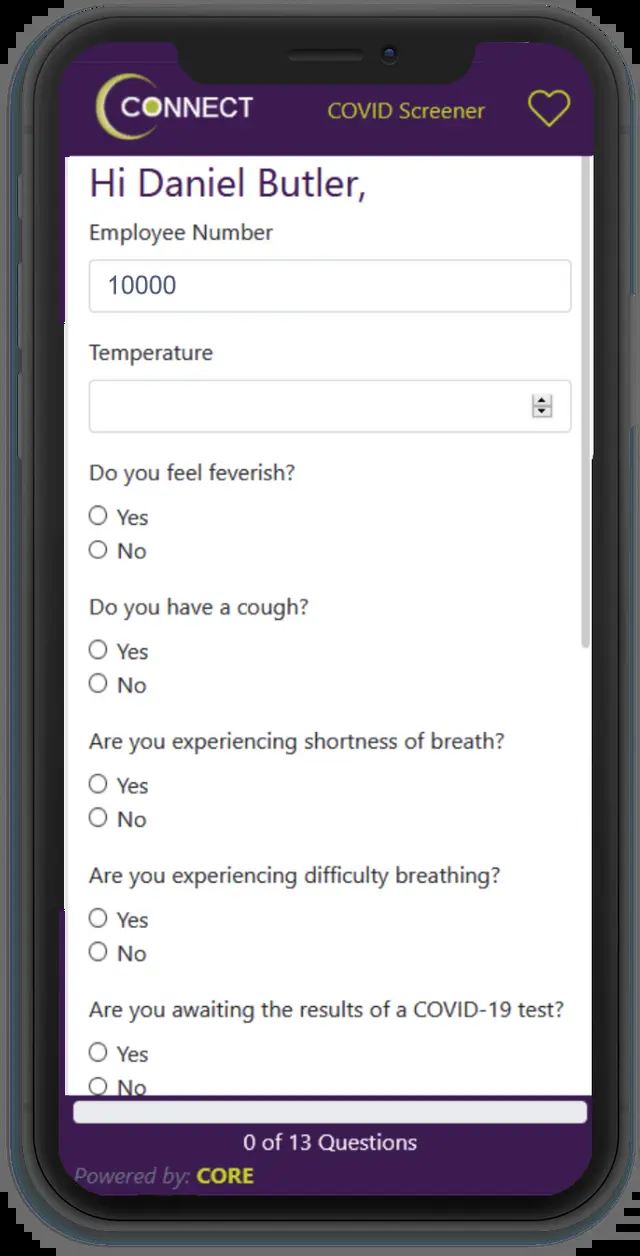 CONNECT
COVID Screener
Hi Daniel Butler,
Employee Number
10000
Temperature
Do you feel feverish?
Yes
No
Do you have a cough?
Yes
No
Are you experiencing shortness of breath?
Yes
No
Are you experiencing difficulty breathing?
Yes
No
Are you awaiting the results of a COVID-19 test?
Yes
No
0 of 13 Questions
Powered by: CORE